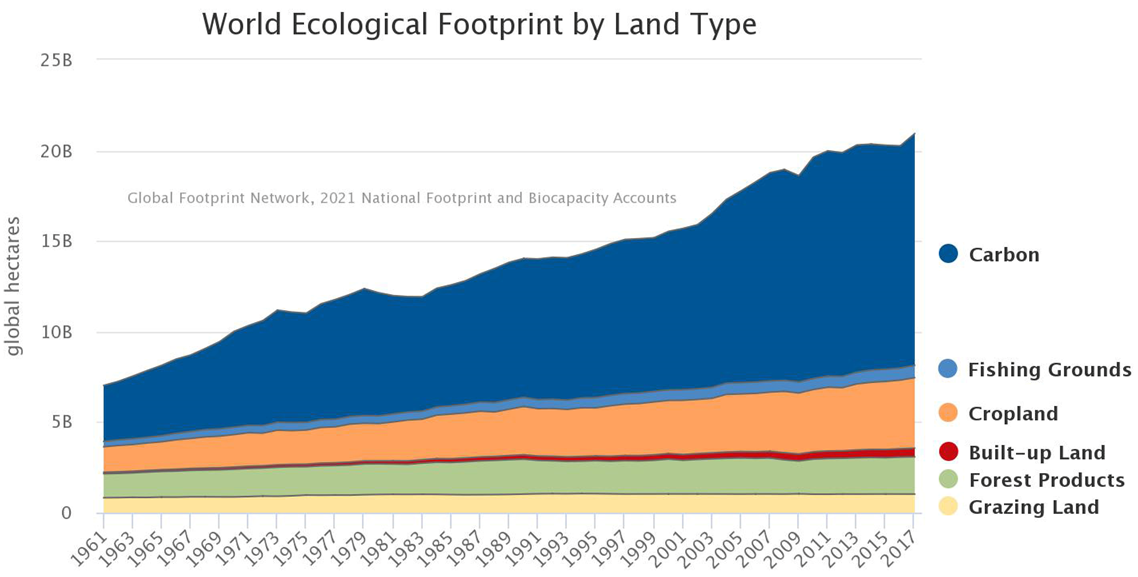 World Ecological Footprint by Land Type
25B
20B
15B
10B
5B
0
global hectares
Global Footprint Network, 2021 National Footprint and Biocapacity Accounts
Carbon
Fishing Grounds
Cropland
Built-up Land
Forest Products
Grazing Land
1961 1963 1965 1967 1969 1971 1973 1975 1977 1979 1981 1983 1985 1987 1989 1991 1993 1995 1997 1999 2001 2003 2005 2007 2009 2011 2013 2015 2017